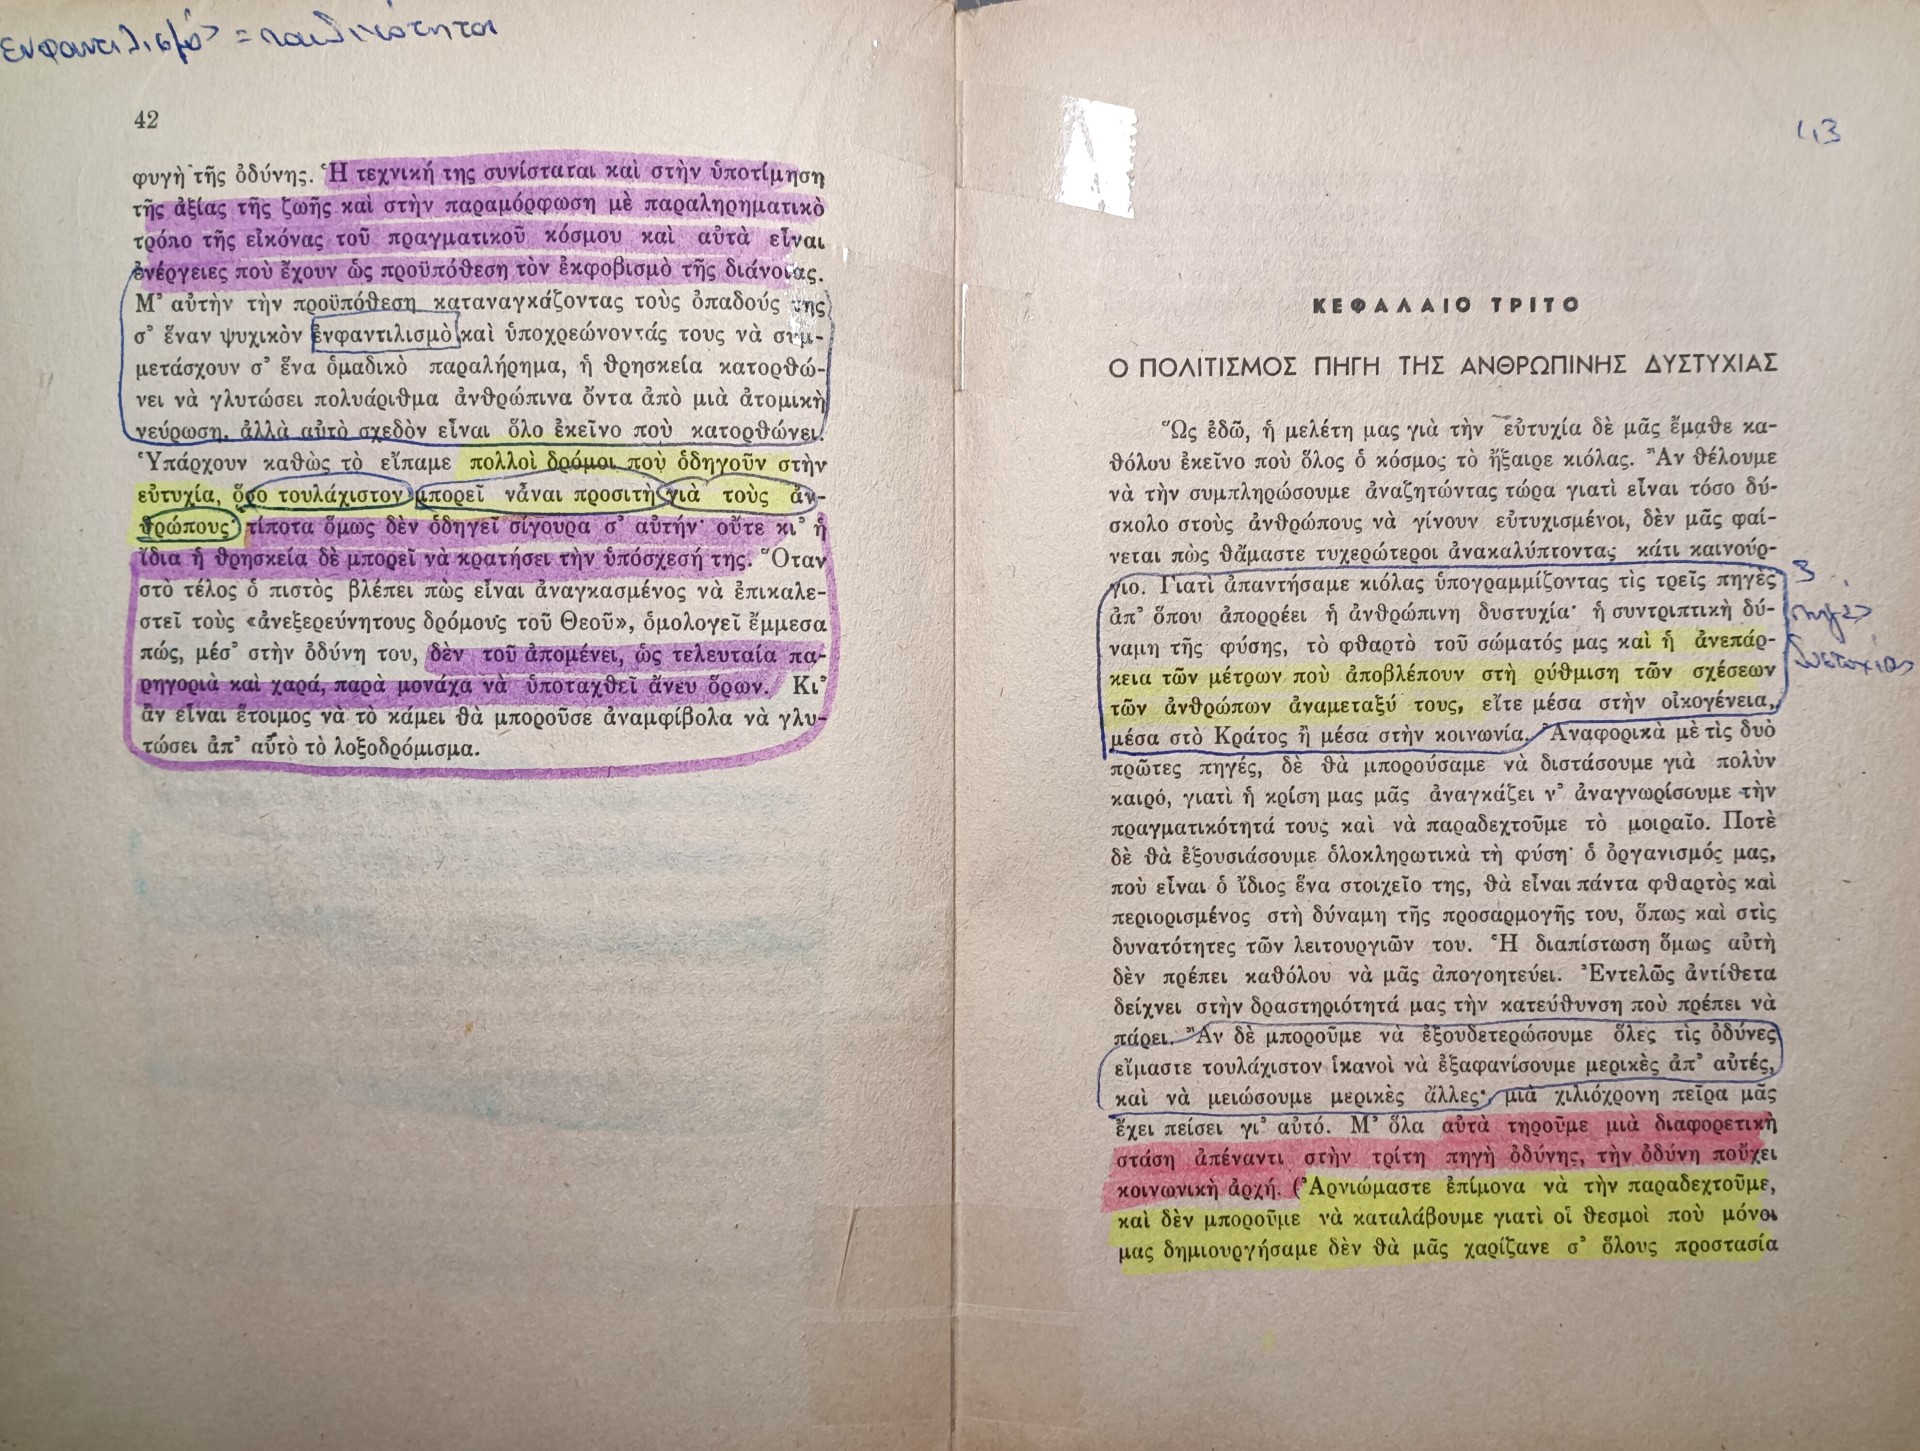 ενφαντιλισμός = παιδικότητα
42
φυγὴ τῆς ὀδύνης. Ἡ τεχνική της συνίσταται καὶ στὴν ὑποτίμηση
τῆς ἀξίας τῆς ζωῆς καὶ στὴν παραμόρφωση μὲ παραληρηματικὸ
τρόπο τῆς εἰκόνας τοῦ πραγματικοῦ κόσμου καὶ αὐτὰ εἶναι
ἐνέργειες ποὺ ἔχουν ὡς προϋπόθεση τὸν ἐκφοβισμὸ τῆς διάνοιας.
Μ’ αὐτὴν τὴν προϋπόθεση καταναγκάζοντας τοὺς ὀπαδούς της
σ’ ἕναν ψυχικὸν ἐνφαντιλισμὸ καὶ ὑποχρεώνοντάς τους νὰ συμ-
μετάσχουν σ’ ἕνα ὁμαδικὸ παραλήρημα, ἡ θρησκεία κατορθώ-
νει νὰ γλυτώσει πολυάριθμα ἀνθρώπινα ὄντα ἀπὸ μιὰ ἀτομικὴ
νεύρωση, ἀλλὰ αὐτὸ σχεδὸν εἶναι ὅλο ἐκεῖνο ποὺ κατορθώνει.
Ὑπάρχουν καθὼς τὸ εἴπαμε πολλοὶ δρόμοι ποὺ ὁδηγοῦν στὴν
εὐτυχία, ὅσο τουλάχιστον μπορεῖ νἆναι προσιτὴ γιὰ τοὺς ἀν-
θρώπους· τίποτα ὅμως δὲν ὁδηγεῖ σίγουρα σ’ αὐτήν· οὔτε κι’ ἡ
ἴδια ἡ θρησκεία δὲ μπορεῖ νὰ κρατήσει τὴν ὑπόσχεσή της. Ὅταν
στὸ τέλος ὁ πιστὸς βλέπει πὼς εἶναι ἀναγκασμένος νὰ ἐπικαλε-
στεῖ τοὺς «ἀνεξερεύνητους δρόμους τοῦ Θεοῦ», ὁμολογεῖ ἔμμεσα
πώς, μέσ’ στὴν ὀδύνη του, δὲν τοῦ ἀπομένει, ὡς τελευταία πα-
ρηγοριὰ καὶ χαρά, παρὰ μονάχα νὰ ὑποταχθεῖ ἄνευ ὅρων. Κι’
ἂν εἶναι ἕτοιμος νὰ τὸ κάμει θὰ μποροῦσε ἀναμφίβολα νὰ γλυ-
τώσει ἀπ’ αὐτὸ τὸ λοξοδρόμισμα.
43
ΚΕΦΑΛΑΙΟ ΤΡΙΤΟ
Ο ΠΟΛΙΤΙΣΜΟΣ ΠΗΓΗ ΤΗΣ ΑΝΘΡΩΠΙΝΗΣ ΔΥΣΤΥΧΙΑΣ
Ὣς ἐδῶ, ἡ μελέτη μας γιὰ τὴν εὐτυχία δὲ μᾶς ἔμαθε κα-
θόλου ἐκεῖνο ποὺ ὅλος ὁ κόσμος τὸ ἤξαιρε κιόλας. Ἂν θέλουμε
νὰ τὴν συμπληρώσουμε ἀναζητώντας τώρα γιατὶ εἶναι τόσο δύ-
σκολο στοὺς ἀνθρώπους νὰ γίνουν εὐτυχισμένοι, δὲν μᾶς φαί-
νεται πὼς θἄμαστε τυχερώτεροι ἀνακαλύπτοντας κάτι καινούρ-
γιο. Γιατὶ ἀπαντήσαμε κιόλας ὑπογραμμίζοντας τὶς τρεῖς πηγὲς
ἀπ’ ὅπου ἀπορρέει ἡ ἀνθρώπινη δυστυχία· ἡ συντριπτικὴ δύ-
ναμη τῆς φύσης, τὸ φθαρτὸ τοῦ σώματός μας καὶ ἡ ἀνεπάρ-
κεια τῶν μέτρων ποὺ ἀποβλέπουν στὴ ρύθμιση τῶν σχέσεων
τῶν ἀνθρώπων ἀναμεταξύ τους, εἴτε μέσα στὴν οἰκογένεια,
μέσα στὸ Κράτος ἢ μέσα στὴν κοινωνία. Ἀναφορικὰ μὲ τὶς δυὸ
πρῶτες πηγές, δὲ θὰ μπορούσαμε νὰ διστάσουμε γιὰ πολὺν
καιρό, γιατὶ ἡ κρίση μας μᾶς ἀναγκάζει ν’ ἀναγνωρίσουμε τὴν
πραγματικότητά τους καὶ νὰ παραδεχτοῦμε τὸ μοιραῖο. Ποτὲ
δὲ θὰ ἐξουσιάσουμε ὁλοκληρωτικὰ τὴ φύση· ὁ ὀργανισμός μας,
ποὺ εἶναι ὁ ἴδιος ἕνα στοιχεῖο της, θὰ εἶναι πάντα φθαρτὸς καὶ
περιορισμένος στὴ δύναμη τῆς προσαρμογῆς του, ὅπως καὶ στὶς
δυνατότητες τῶν λειτουργιῶν του. Ἡ διαπίστωση ὅμως αὐτὴ
δὲν πρέπει καθόλου νὰ μᾶς ἀπογοητεύει. Ἐντελῶς ἀντίθετα
δείχνει στὴν δραστηριότητά μας τὴν κατεύθυνση ποὺ πρέπει νὰ
πάρει. Ἂν δὲ μποροῦμε νὰ ἐξουδετερώσουμε ὅλες τὶς ὀδύνες
εἴμαστε τουλάχιστον ἱκανοὶ νὰ ἐξαφανίσουμε μερικὲς ἀπ’ αὐτές,
καὶ νὰ μειώσουμε μερικὲς ἄλλες· μιὰ χιλιόχρονη πεῖρα μᾶς
ἔχει πείσει γι’ αὐτό. Μ’ ὅλα αὐτὰ τηροῦμε μιὰ διαφορετικὴ
στάση ἀπέναντι στὴν τρίτη πηγὴ ὀδύνης, τὴν ὀδύνη ποὔχει
κοινωνικὴ ἀρχή. (Ἀρνιώμαστε ἐπίμονα νὰ τὴν παραδεχτοῦμε,
καὶ δὲν μποροῦμε νὰ καταλάβουμε γιατὶ οἱ θεσμοὶ ποὺ μόνοι
μας δημιουργήσαμε δὲν θὰ μᾶς χαρίζανε σ’ ὅλους προστασία
3
πηγές
δυστυχίας